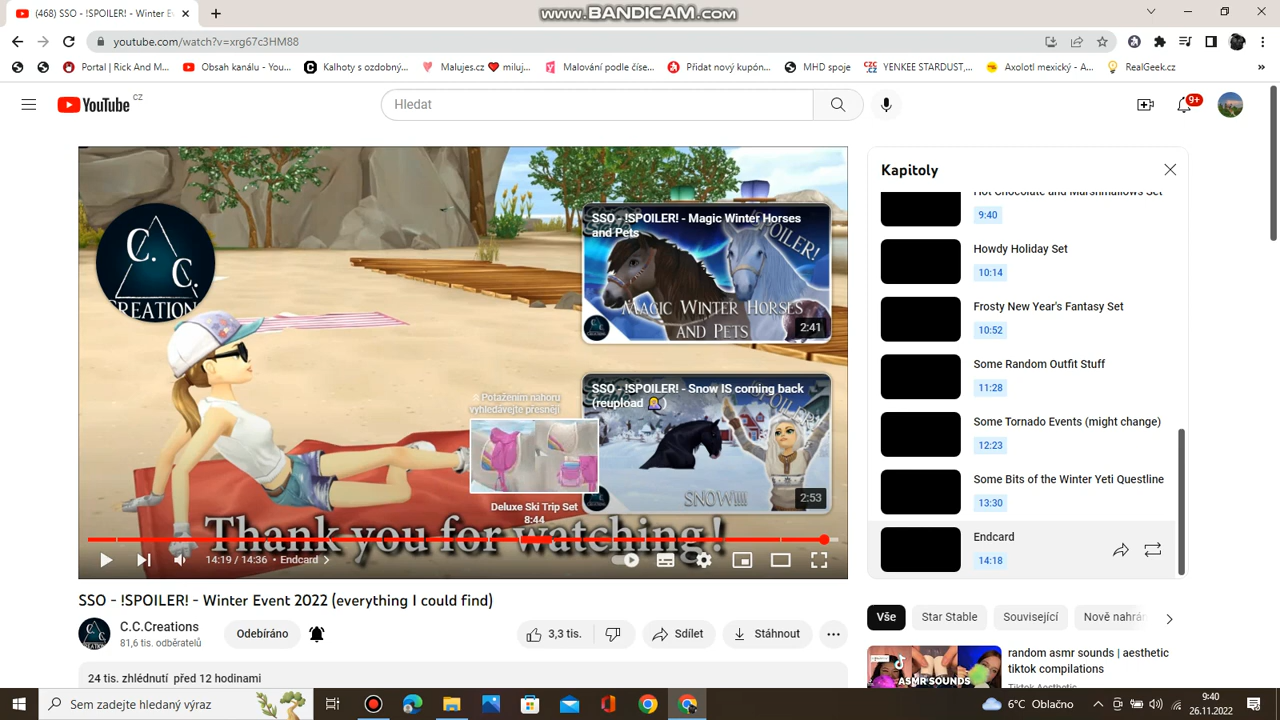 (468) SSO - !SPOILER! - Winter Ev
WWW.BANDICAM.COM
youtube.com/watch?v=xrg67c3HM88
Portal | Rick And M...
Obsah kanálu - You...
Kalhoty s ozdobný...
Malujes.cz ❤️ miluj...
Malování podle číse...
Přidat nový kupón...
MHD spoje
YENKEE STARDUST,...
Axolotl mexický - A...
RealGeek.cz
»
YouTube CZ
Hledat
9+
C. C.
CREATION
SSO - !SPOILER! - Magic Winter Horses
and Pets
SPOILER!
MAGIC WINTER HORSES
AND PETS
2:41
SSO - !SPOILER! - Snow IS coming back
(reupload 🤷‍♀️)
SPOILER!
SNOW!!!!
2:53
Potažením nahoru
vyhledávejte přesněji
Deluxe Ski Trip Set
8:44
Thank you for watching!
14:19 / 14:36 • Endcard
Kapitoly
Hot Chocolate and Marshmallows Set
9:40
Howdy Holiday Set
10:14
Frosty New Year's Fantasy Set
10:52
Some Random Outfit Stuff
11:28
Some Tornado Events (might change)
12:23
Some Bits of the Winter Yeti Questline
13:30
Endcard
14:18
SSO - !SPOILER! - Winter Event 2022 (everything I could find)
C.C.Creations
81,6 tis. odběratelů
Odebíráno
3,3 tis.
Sdílet
Stáhnout
24 tis. zhlédnutí před 12 hodinami
Vše
Star Stable
Související
Nově nahrá
random asmr sounds | aesthetic
tiktok compilations
Tiktok Aesthetic
ASMR SOUNDS
Sem zadejte hledaný výraz
6°C Oblačno
9:40
26.11.2022